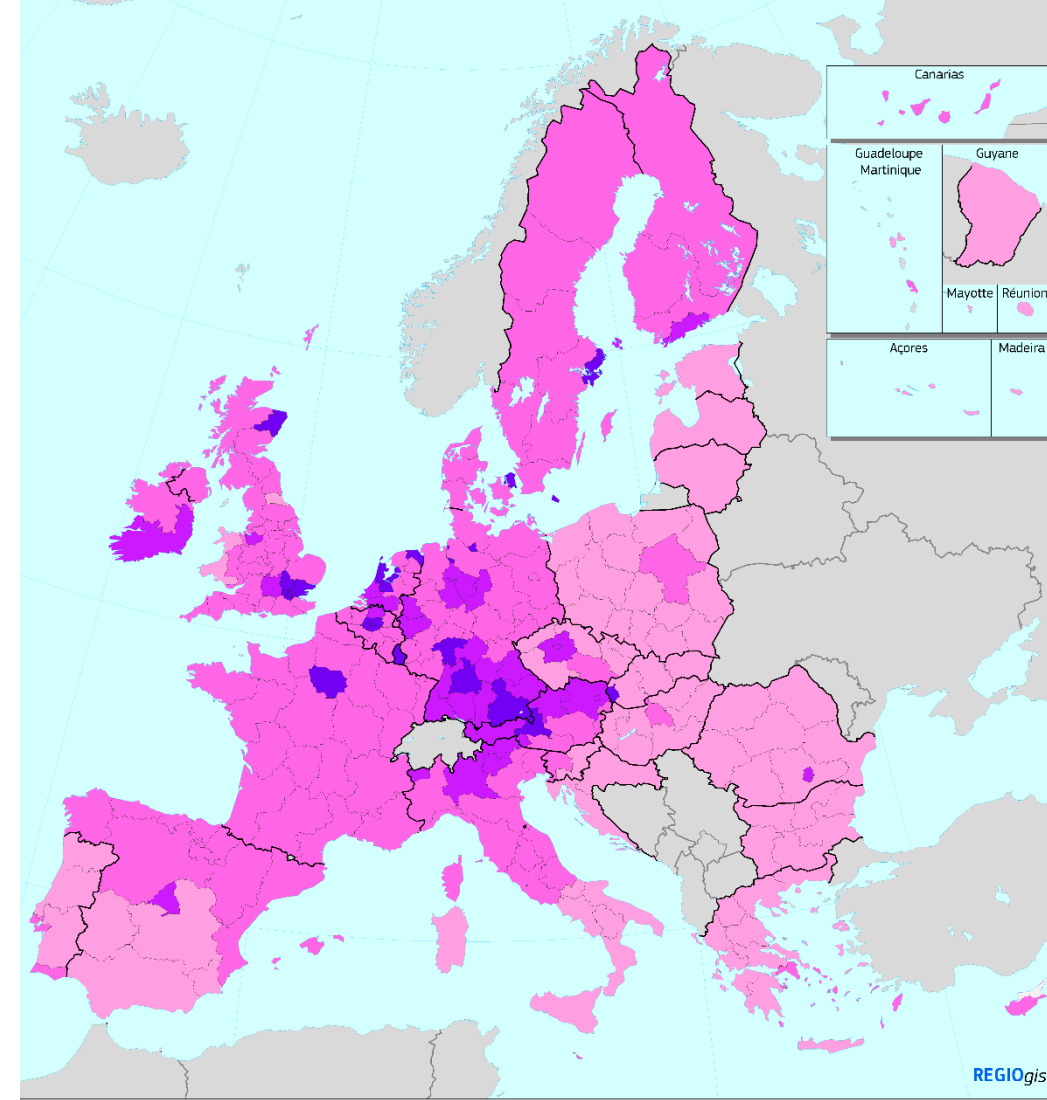 Canarias
Guadeloupe
Martinique
Guyane
Mayotte
Réunion
Açores
Madeira
REGIOgis